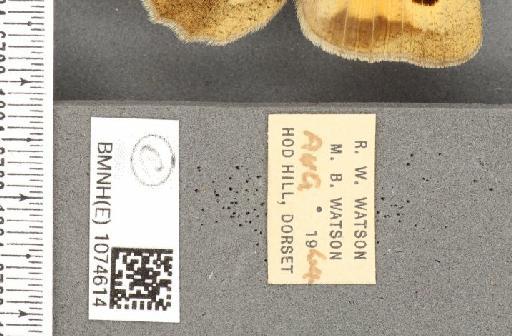 BMNH(E) 1074614
R. W. WATSON
M. B. WATSON
AUG. 1964
HOD HILL, DORSET